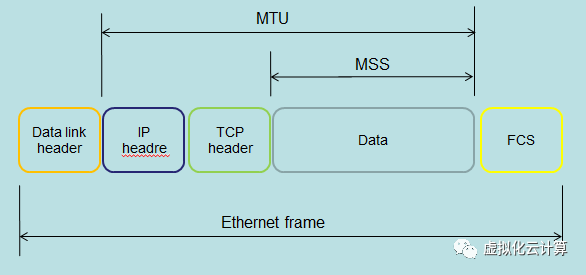 MTU
MSS
Data link
header
IP
headre
TCP
header
Data
FCS
Ethernet frame
虚拟化云计算